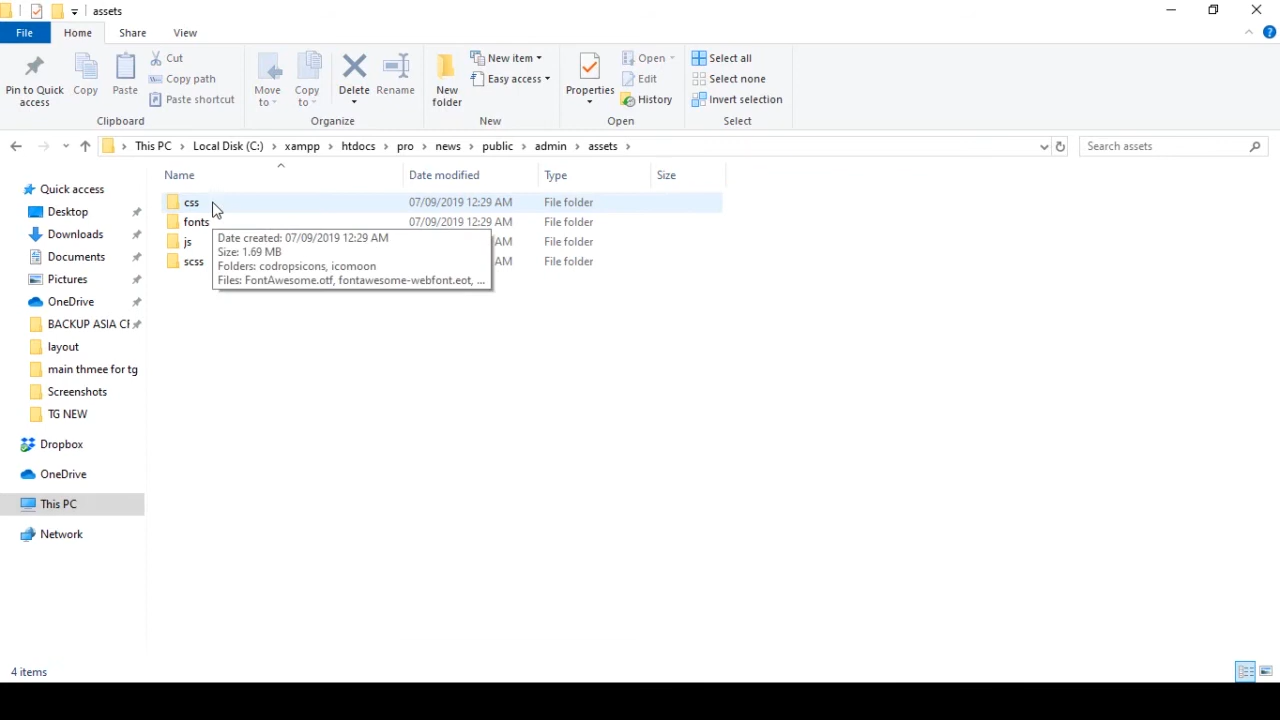 assets
File Home Share View
Pin to Quick access
Copy
Paste
Cut
Copy path
Paste shortcut
Move to
Copy to
Delete
Rename
New folder
New item
Easy access
Properties
Open
Edit
History
Select all
Select none
Invert selection
Clipboard Organize New Open Select
This PC Local Disk (C:) xampp htdocs pro news public admin assets
Search assets
Name Date modified Type Size
css 07/09/2019 12:29 AM File folder
fonts 07/09/2019 12:29 AM File folder
js AM File folder
scss AM File folder
Date created: 07/09/2019 12:29 AM
Size: 1.69 MB
Folders: codropsicons, icomoon
Files: FontAwesome.otf, fontawesome-webfont.eot, ...
Quick access
Desktop
Downloads
Documents
Pictures
OneDrive
BACKUP ASIA CF
layout
main thmee for tg
Screenshots
TG NEW
Dropbox
OneDrive
This PC
Network
4 items